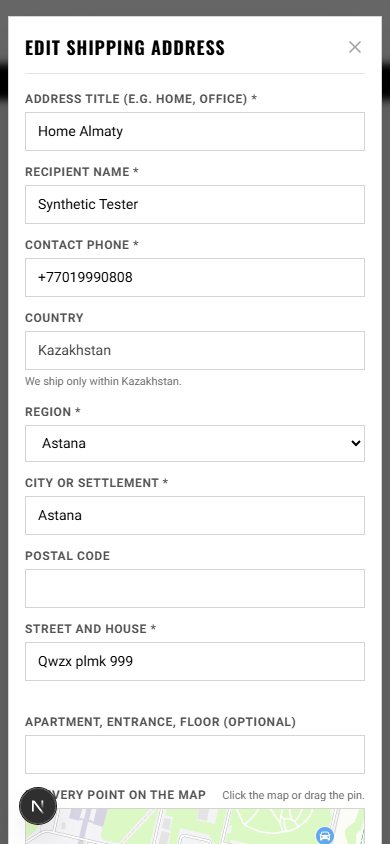 EDIT SHIPPING ADDRESS
ADDRESS TITLE (E.G. HOME, OFFICE) *
Home Almaty
RECIPIENT NAME *
Synthetic Tester
CONTACT PHONE *
+77019990808
COUNTRY
Kazakhstan
We ship only within Kazakhstan.
REGION *
Astana
CITY OR SETTLEMENT *
Astana
POSTAL CODE
STREET AND HOUSE *
Qwzx plmk 999
APARTMENT, ENTRANCE, FLOOR (OPTIONAL)
VERY POINT ON THE MAP Click the map or drag the pin.
N